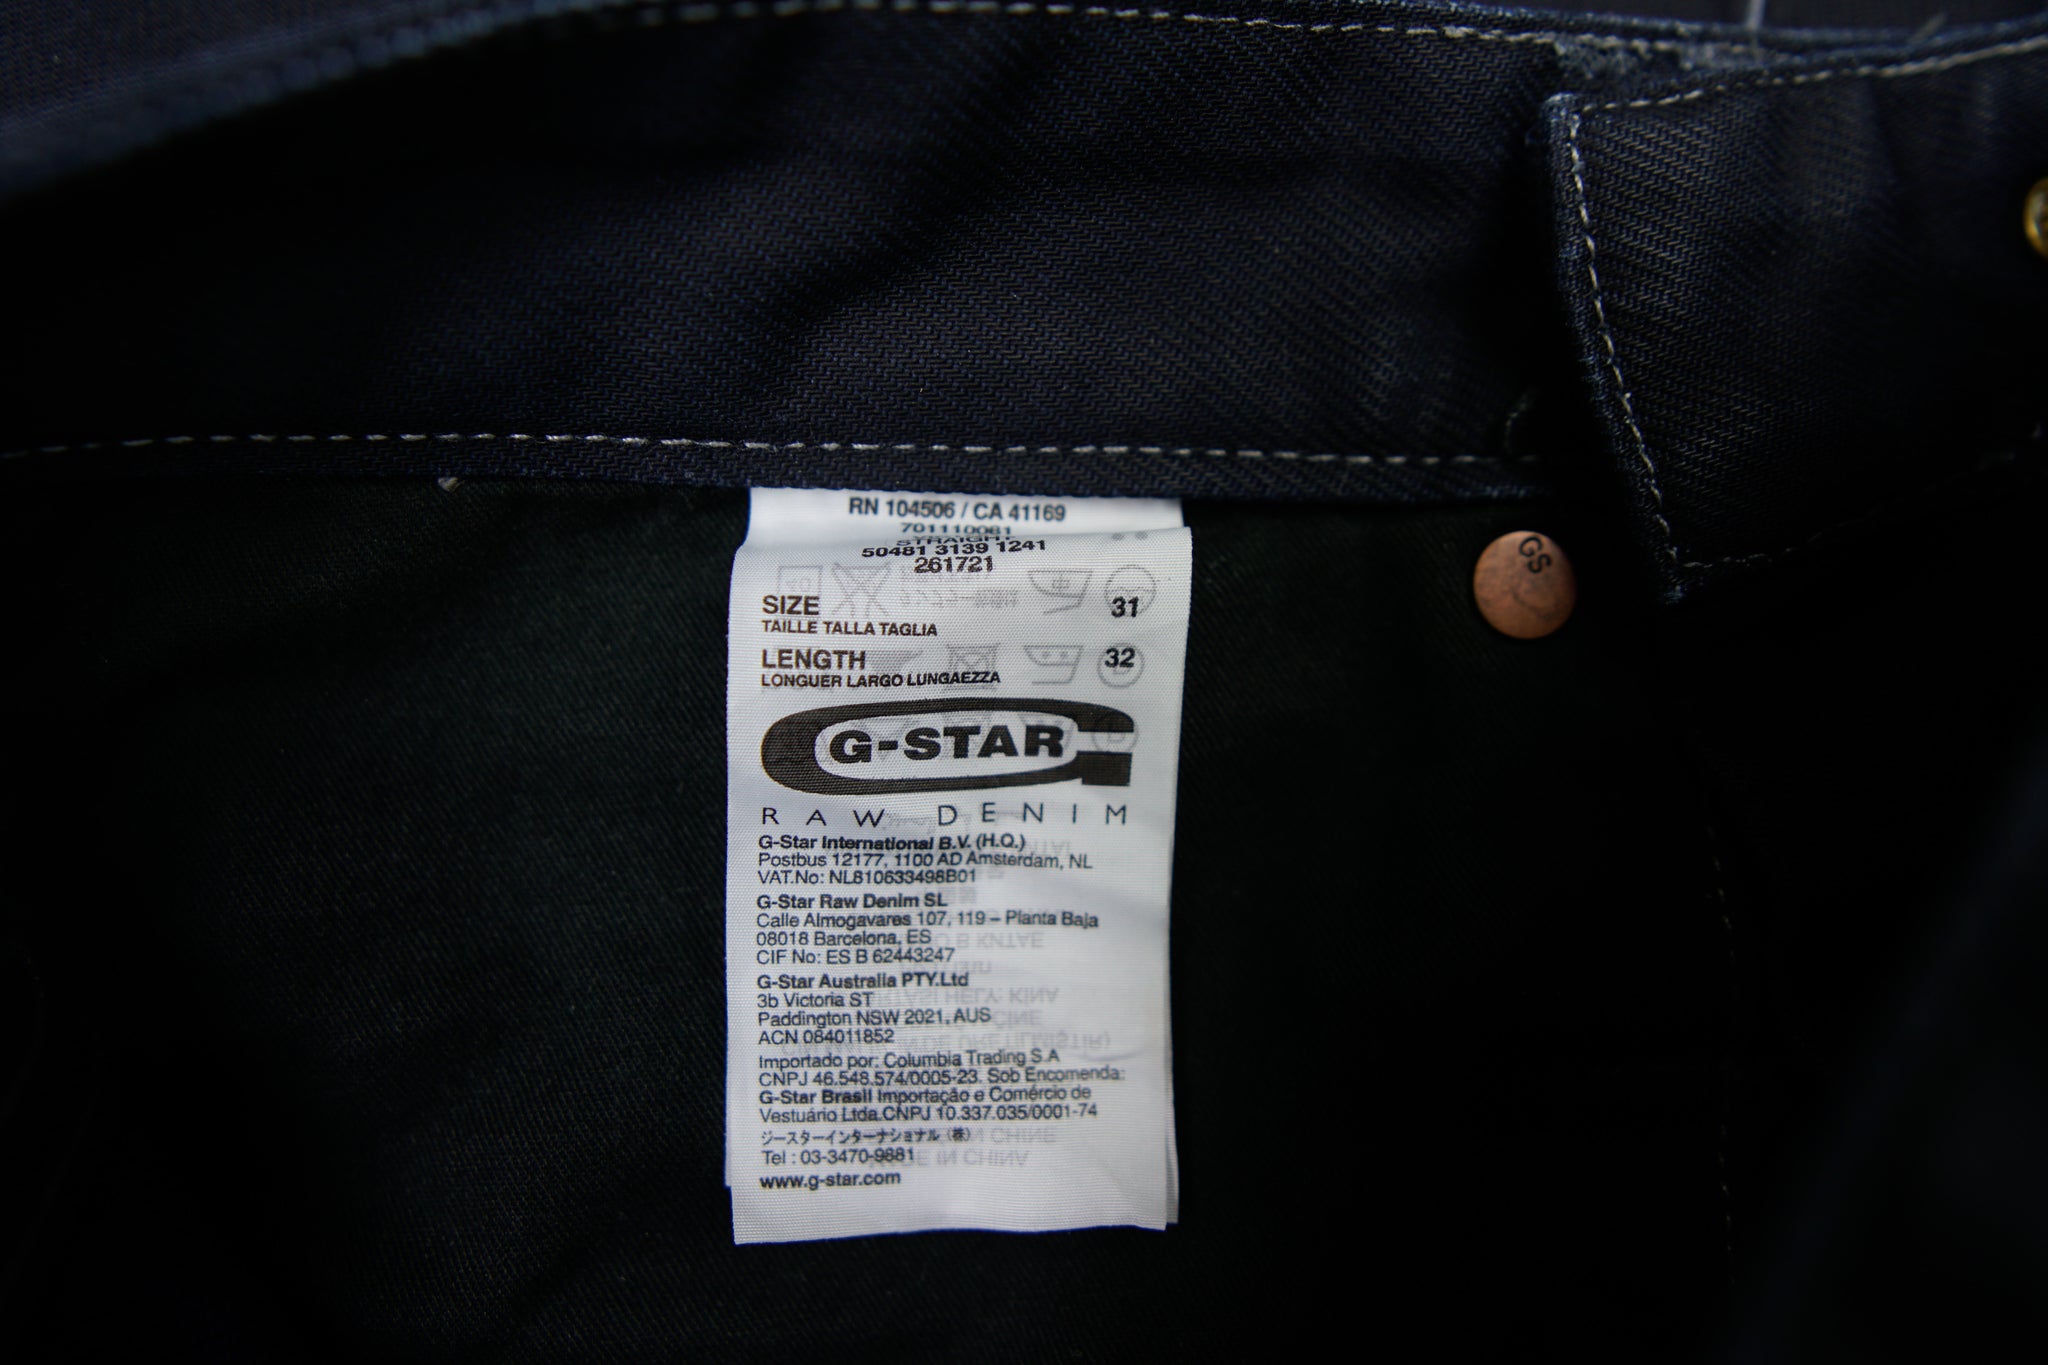 RN 104506 / CA 41169
701110061
STRAIGHT
50481 3139 1241
261721
SIZE 31
TAILLE TALLA TAGLIA
LENGTH 32
LONGUER LARGO LUNGAEZZA
G-STAR
RAW DENIM
G-Star International B.V. (H.Q.)
Postbus 12177, 1100 AD Amsterdam, NL
VAT.No: NL810633498B01
G-Star Raw Denim SL
Calle Almogavares 107, 119 – Planta Baja
08018 Barcelona, ES
CIF No: ES B 62443247
G-Star Australia PTY.Ltd
3b Victoria ST
Paddington NSW 2021, AUS
ACN 084011852
Importado por: Columbia Trading S.A
CNPJ 46.548.574/0005-23. Sob Encomenda:
G-Star Brasil Importação e Comércio de
Vestuário Ltda.CNPJ 10.337.035/0001-74
ジースターインターナショナル（株）
Tel : 03-3470-9881
www.g-star.com
GS